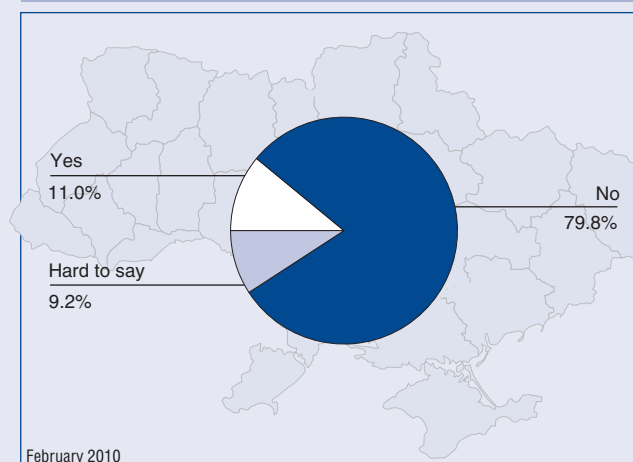 Yes
11.0%
No
79.8%
Hard to say
9.2%
February 2010